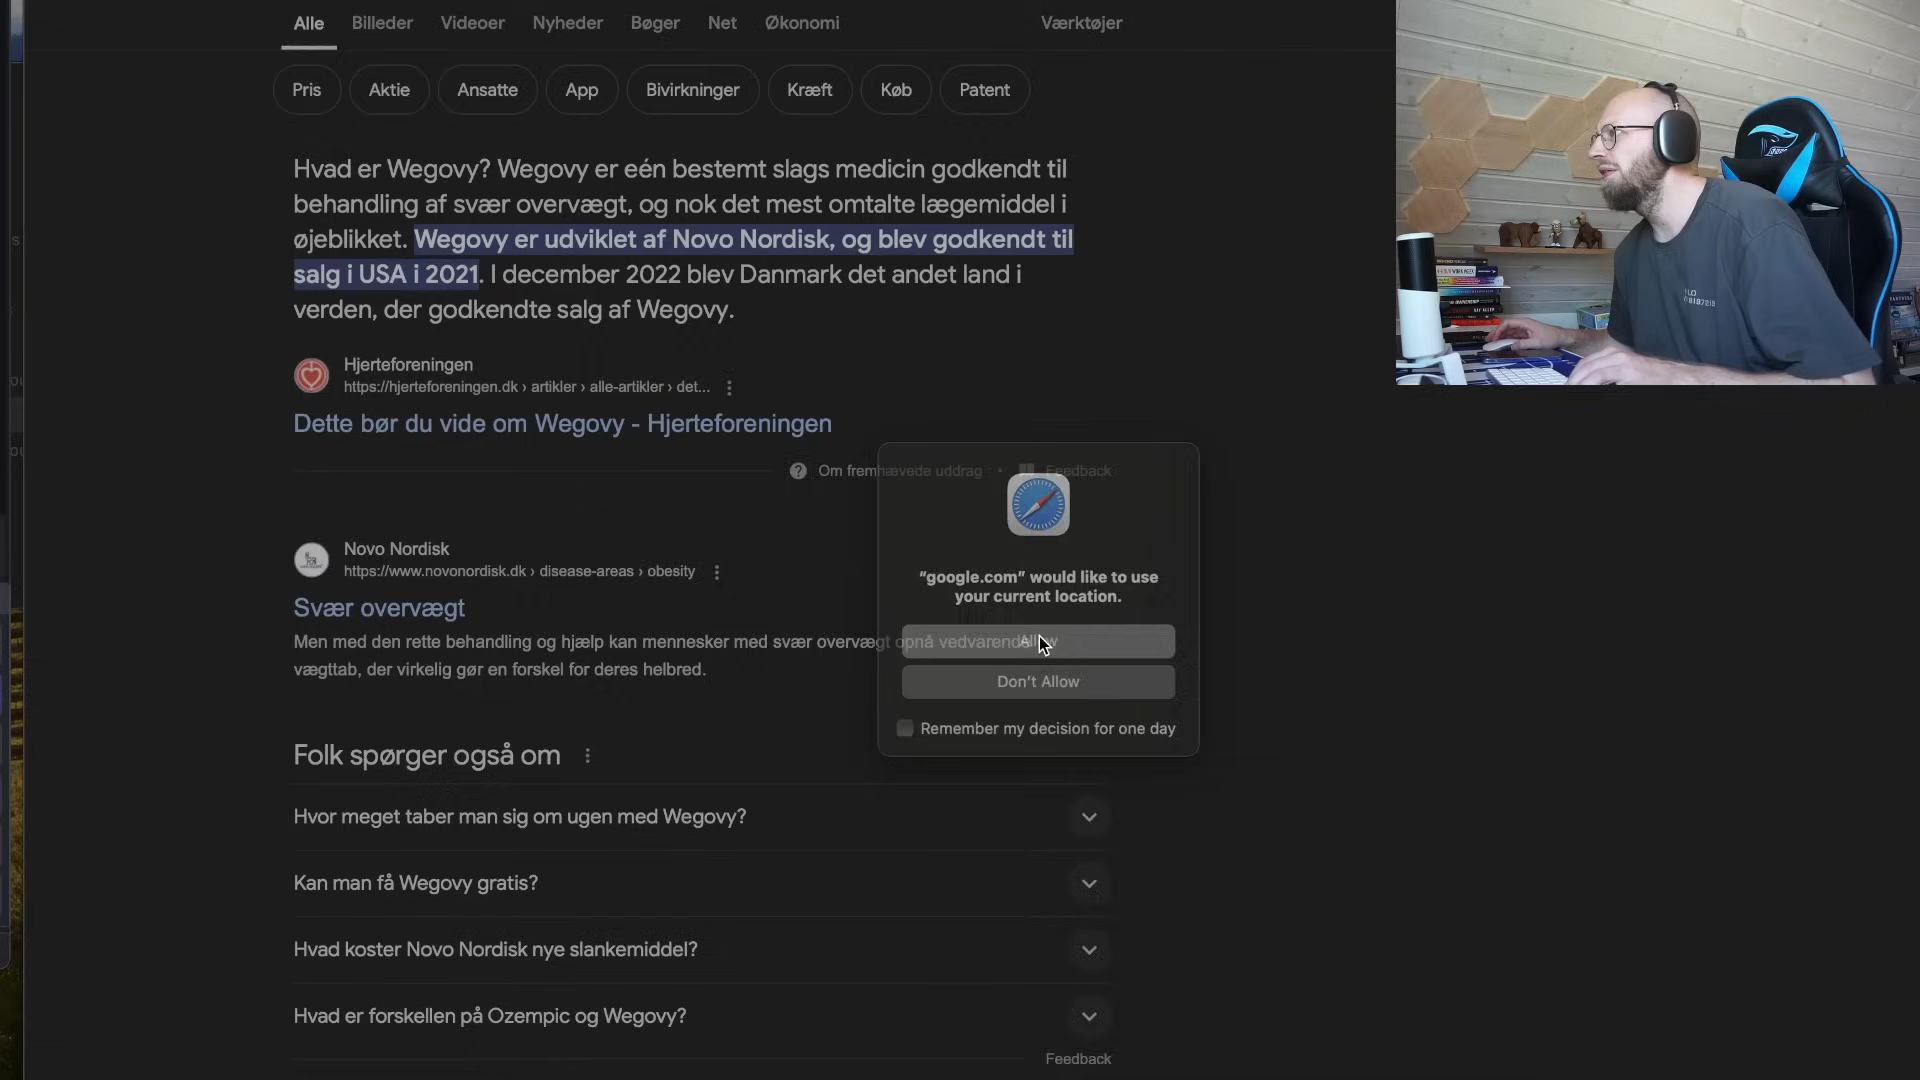 Alle Billeder Videoer Nyheder Bøger Net Økonomi Værktøjer
Pris Aktie Ansatte App Bivirkninger Kræft Køb Patent
Hvad er Wegovy? Wegovy er eén bestemt slags medicin godkendt til
behandling af svær overvægt, og nok det mest omtalte lægemiddel i
øjeblikket. Wegovy er udviklet af Novo Nordisk, og blev godkendt til
salg i USA i 2021. I december 2022 blev Danmark det andet land i
verden, der godkendte salg af Wegovy.
Hjerteforeningen
https://hjerteforeningen.dk › artikler › alle-artikler › det...
Dette bør du vide om Wegovy - Hjerteforeningen
Om fremhævede uddrag • Feedback
Novo Nordisk
https://www.novonordisk.dk › disease-areas › obesity
Svær overvægt
Men med den rette behandling og hjælp kan mennesker med svær overvægt opnå vedvarende
vægttab, der virkelig gør en forskel for deres helbred.
"google.com" would like to use
your current location.
Allow
Don't Allow
Remember my decision for one day
Folk spørger også om
Hvor meget taber man sig om ugen med Wegovy?
Kan man få Wegovy gratis?
Hvad koster Novo Nordisk nye slankemiddel?
Hvad er forskellen på Ozempic og Wegovy?
Feedback